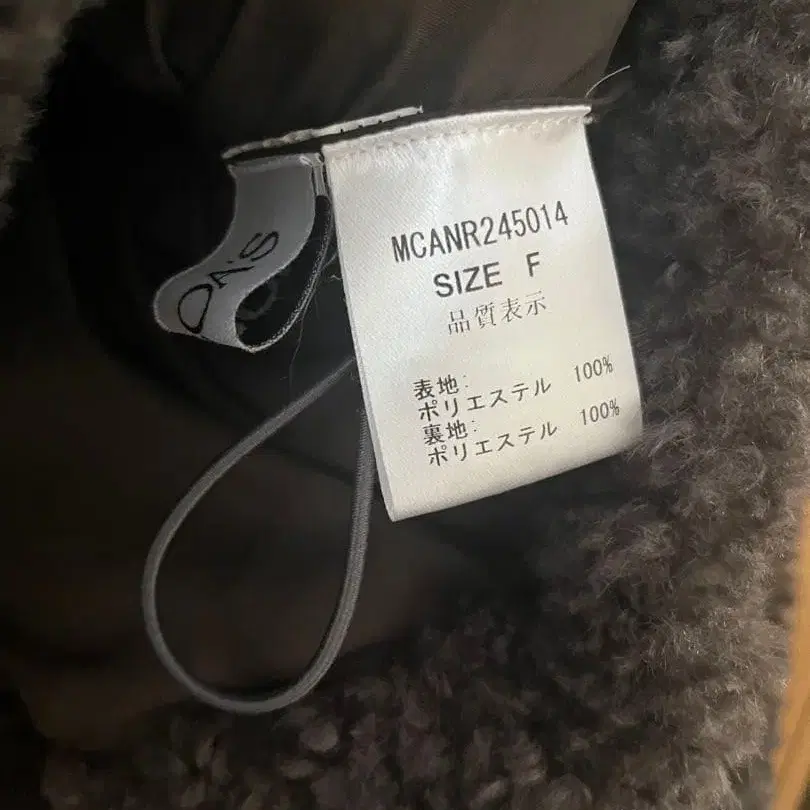 MCANR245014
SIZE F
品質表示
表地:
ポリエステル 100%
裏地:
ポリエステル 100%
OA'S